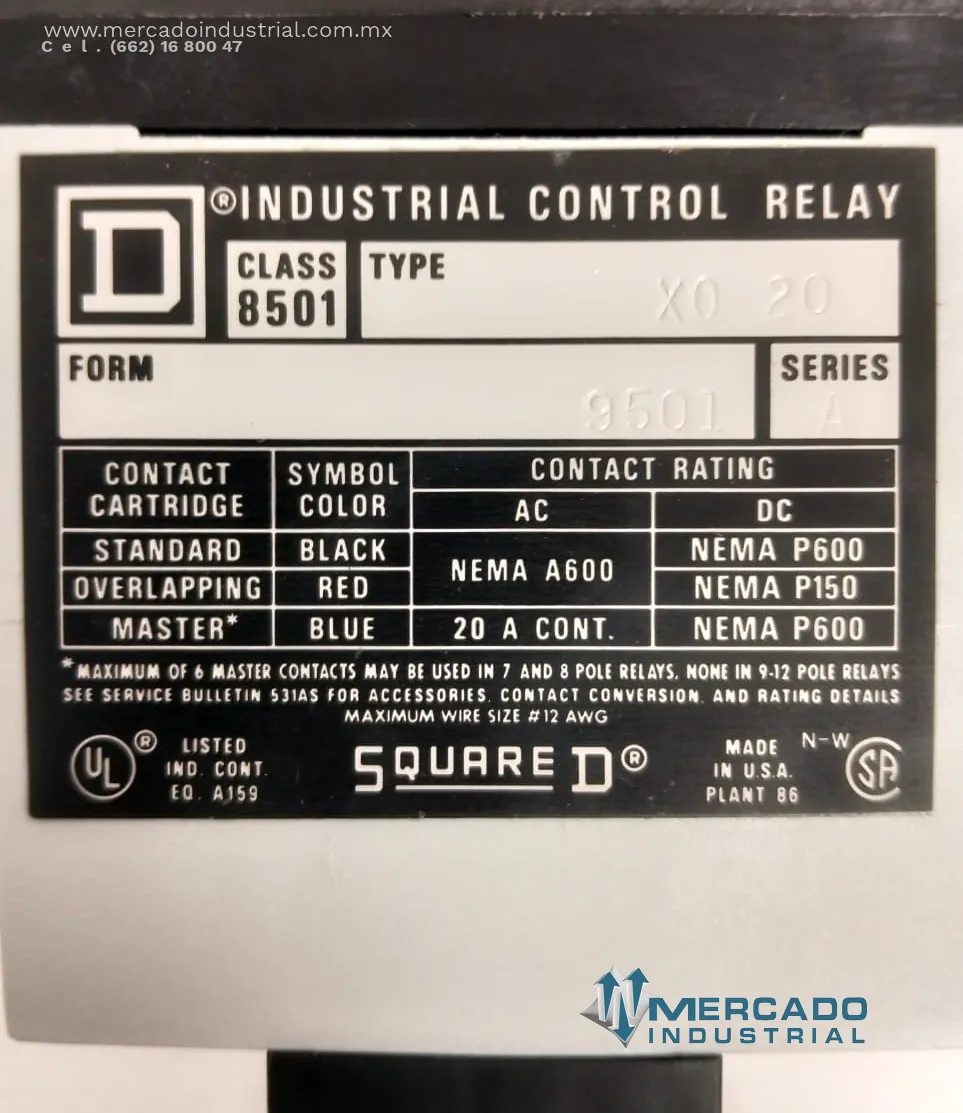 www.mercadoindustrial.com.mx
Cel. (662) 16 800 47
D ® INDUSTRIAL CONTROL RELAY
CLASS 8501
TYPE XO 20
FORM 9501
SERIES A
CONTACT CARTRIDGE SYMBOL COLOR CONTACT RATING
AC DC
STANDARD BLACK NEMA A600 NEMA P600
OVERLAPPING RED NEMA P150
MASTER* BLUE 20 A CONT. NEMA P600
*MAXIMUM OF 6 MASTER CONTACTS MAY BE USED IN 7 AND 8 POLE RELAYS, NONE IN 9-12 POLE RELAYS
SEE SERVICE BULLETIN 531AS FOR ACCESSORIES, CONTACT CONVERSION, AND RATING DETAILS
MAXIMUM WIRE SIZE #12 AWG
UL ® LISTED
IND. CONT.
EQ. A159
SQUARE D ®
MADE
IN U.S.A.
PLANT 86
N-W
SA
MERCADO
INDUSTRIAL